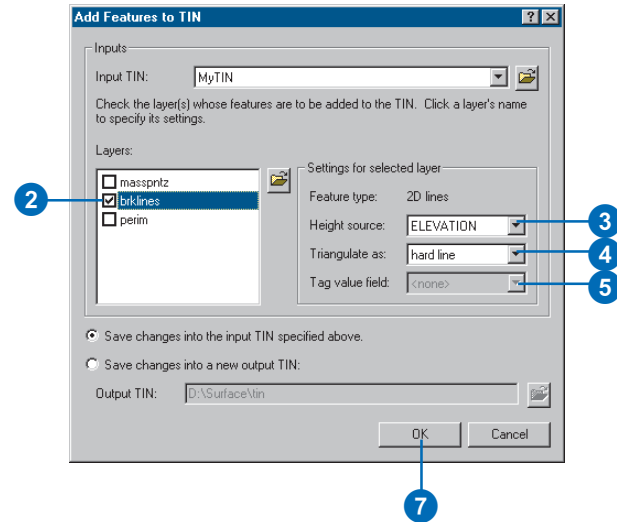 Add Features to TIN
Inputs
Input TIN: MyTIN
Check the layer(s) whose features are to be added to the TIN. Click a layer's name
to specify its settings.
Layers:
masspntz
brklines
perim
2
Settings for selected layer
Feature type: 2D lines
Height source: ELEVATION
3
Triangulate as: hard line
4
Tag value field: <none>
5
Save changes into the input TIN specified above.
Save changes into a new output TIN:
Output TIN: D:\Surface\tin
OK
Cancel
7